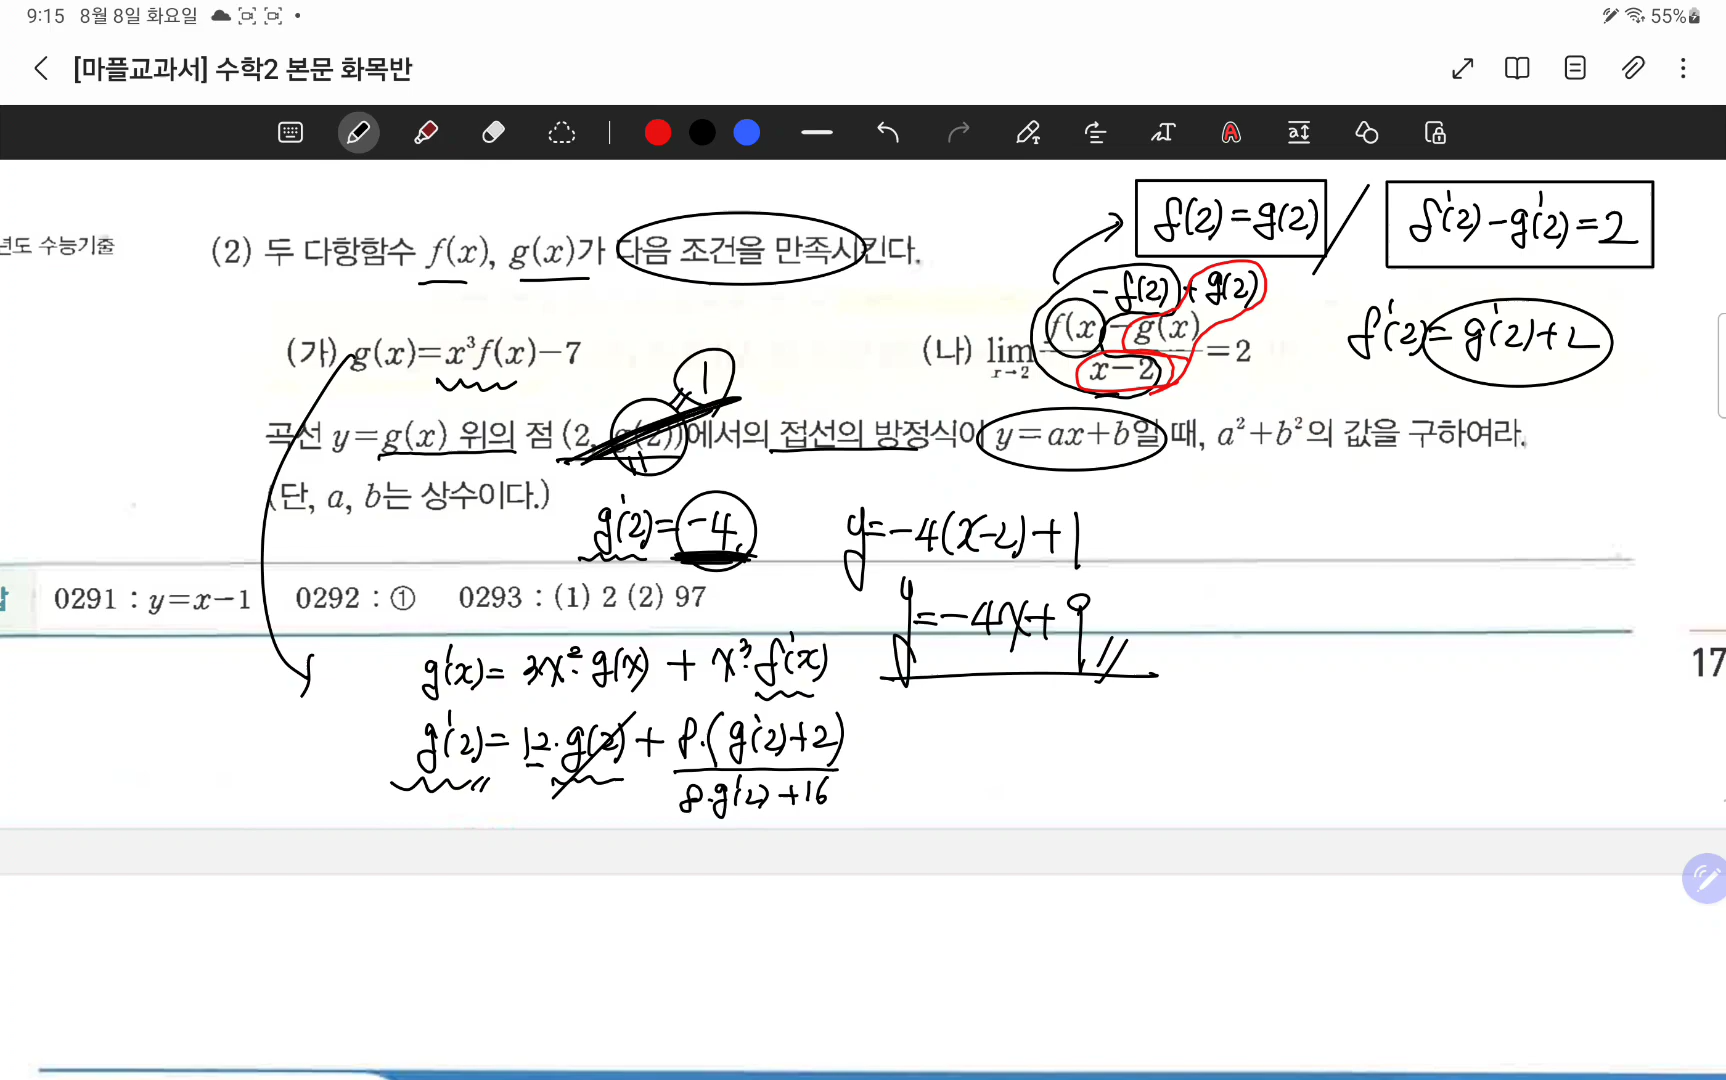 9:15 8월 8일 화요일
55%
[마플교과서] 수학2 본문 화목반
f(2)=g(2) / f'(2)-g'(2)=2
년도 수능기출
(2) 두 다항함수 f(x), g(x)가 다음 조건을 만족시킨다.
-f(2)+g(2)
(가) g(x)=x³f(x)-7
(나) lim x→2 f(x)-g(x) / x-2 =2
f'(2)=g'(2)+2
1
곡선 y=g(x) 위의 점 (2, g(2))에서의 접선의 방정식이 y=ax+b일 때, a²+b²의 값을 구하여라.
(단, a, b는 상수이다.)
g'(2)=-4
y=-4(x-2)+1
답 0291 : y=x-1 0292 : ① 0293 : (1) 2 (2) 97
y=-4x+9
g'(x)= 3x²·g(x) + x³·f'(x)
17
g'(2)= 12·g(2) + 8·(g'(2)+2)
8·g'(2)+16